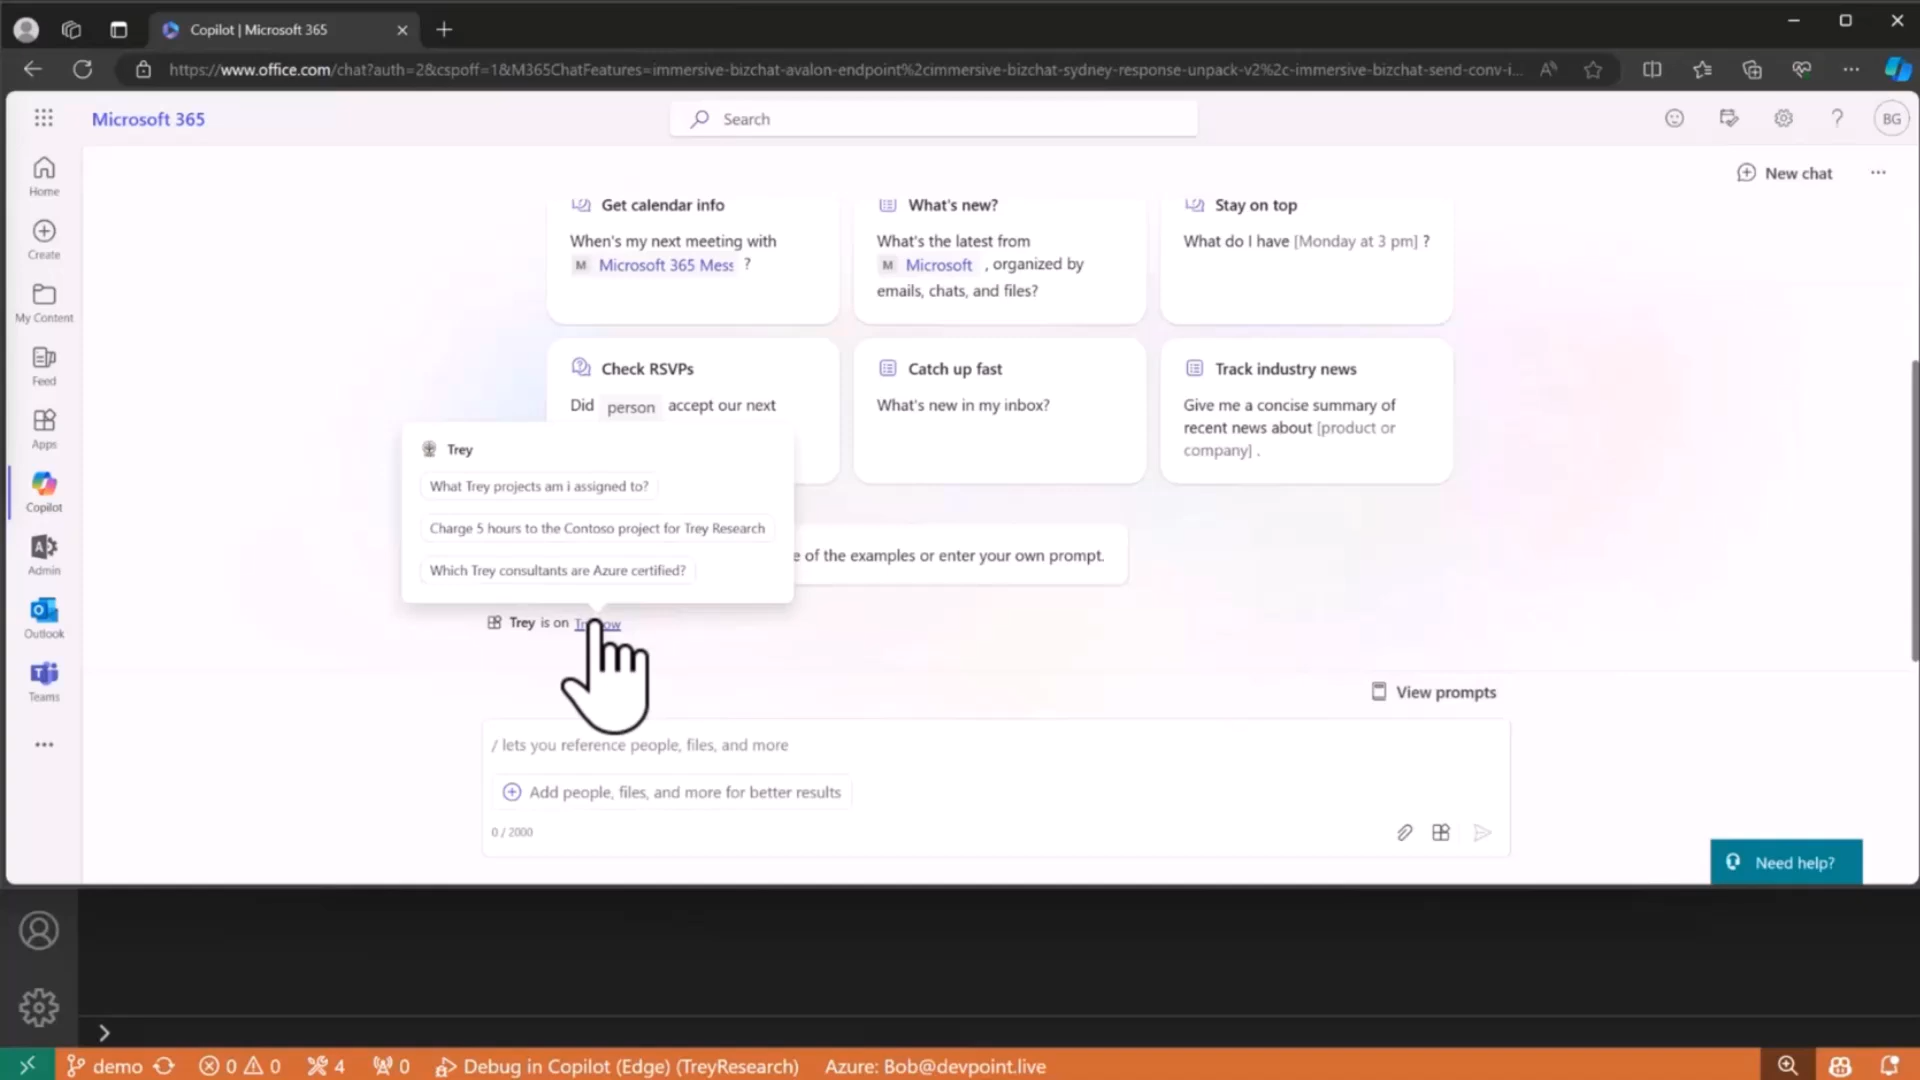 Copilot | Microsoft 365
https://www.office.com/chat?auth=2&cspoff=1&M365ChatFeatures=immersive-bizchat-avalon-endpoint%2cimmersive-bizchat-sydney-response-unpack-v2%2c-immersive-bizchat-send-conv-i...
Microsoft 365
Search
BG
Home
Create
My Content
Feed
Apps
Copilot
Admin
Outlook
Teams
New chat
Get calendar info
When's my next meeting with
M Microsoft 365 Mess ?
What's new?
What's the latest from
M Microsoft , organized by
emails, chats, and files?
Stay on top
What do I have [Monday at 3 pm] ?
Check RSVPs
Did person accept our next
Catch up fast
What's new in my inbox?
Track industry news
Give me a concise summary of
recent news about [product or
company] .
Trey
What Trey projects am i assigned to?
Charge 5 hours to the Contoso project for Trey Research
Which Trey consultants are Azure certified?
e of the examples or enter your own prompt.
Trey is on
View prompts
/ lets you reference people, files, and more
Add people, files, and more for better results
0 / 2000
Need help?
demo
0
0
4
0
Debug in Copilot (Edge) (TreyResearch)
Azure: Bob@devpoint.live